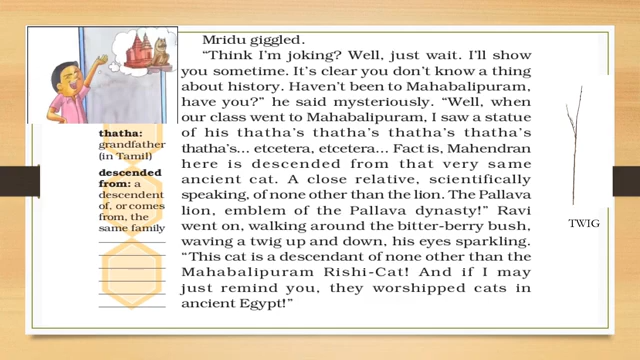 Mridu giggled.
“Think I’m joking? Well, just wait. I’ll show
you sometime. It’s clear you don’t know a thing
about history. Haven’t been to Mahabalipuram,
have you?” he said mysteriously. “Well, when
our class went to Mahabalipuram, I saw a statue
of his thatha’s thatha’s thatha’s thatha’s
thatha’s... etcetera, etcetera... Fact is, Mahendran
here is descended from that very same
ancient cat. A close relative, scientifically
speaking, of none other than the lion. The Pallava
lion, emblem of the Pallava dynasty!” Ravi
went on, walking around the bitter-berry bush,
waving a twig up and down, his eyes sparkling.
“This cat is a descendant of none other than the
Mahabalipuram Rishi-Cat! And if I may
just remind you, they worshipped cats in
ancient Egypt!”
thatha:
grandfather
(in Tamil)
descended
from: a
descendent
of, or comes
from, the
same family
TWIG